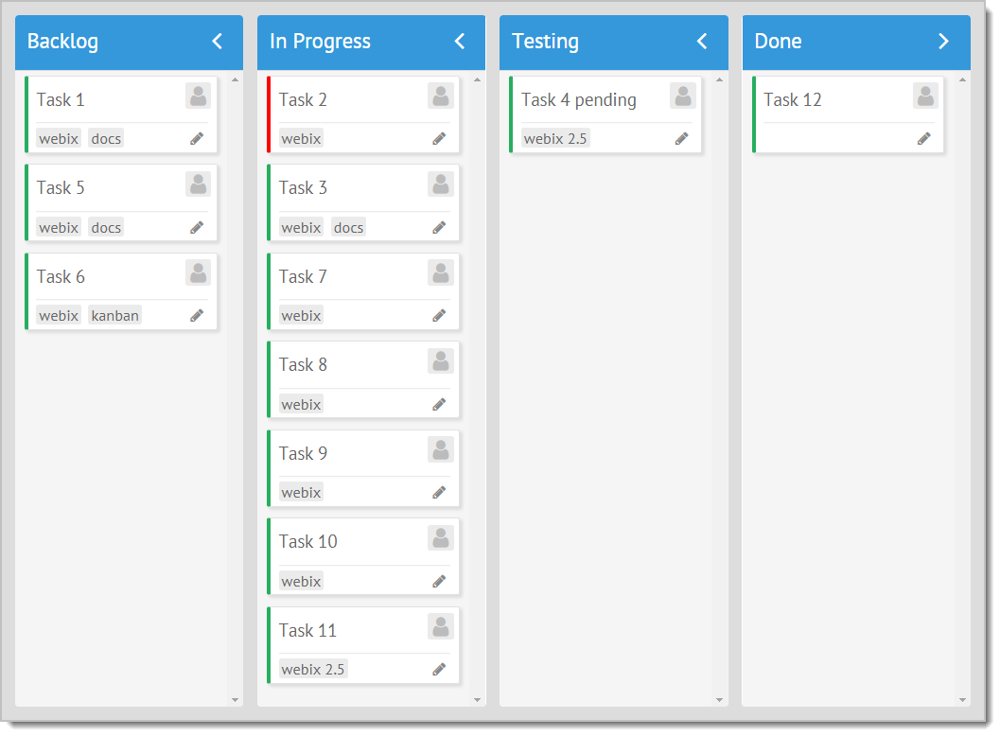 Backlog
Task 1
webix docs
Task 5
webix docs
Task 6
webix kanban
In Progress
Task 2
webix
Task 3
webix docs
Task 7
webix
Task 8
webix
Task 9
webix
Task 10
webix
Task 11
webix 2.5
Testing
Task 4 pending
webix 2.5
Done
Task 12